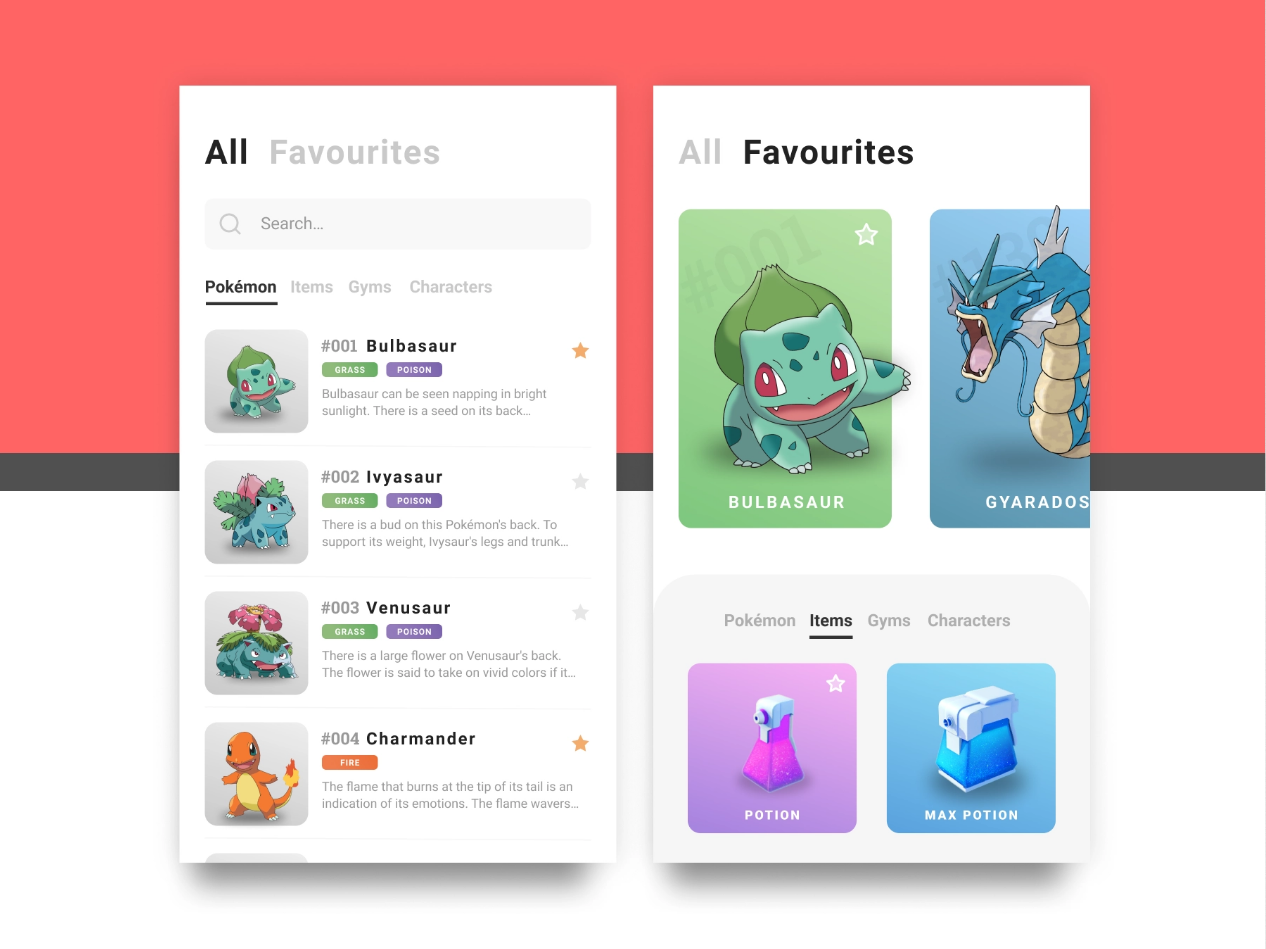 All Favourites
Search...
Pokémon Items Gyms Characters
#001 Bulbasaur
GRASS POISON
Bulbasaur can be seen napping in bright
sunlight. There is a seed on its back...
#002 Ivyasaur
GRASS POISON
There is a bud on this Pokémon's back. To
support its weight, Ivysaur's legs and trunk...
#003 Venusaur
GRASS POISON
There is a large flower on Venusaur's back.
The flower is said to take on vivid colors if it...
#004 Charmander
FIRE
The flame that burns at the tip of its tail is an
indication of its emotions. The flame wavers...
All Favourites
#001
#130
BULBASAUR
GYARADOS
Pokémon Items Gyms Characters
POTION
MAX POTION